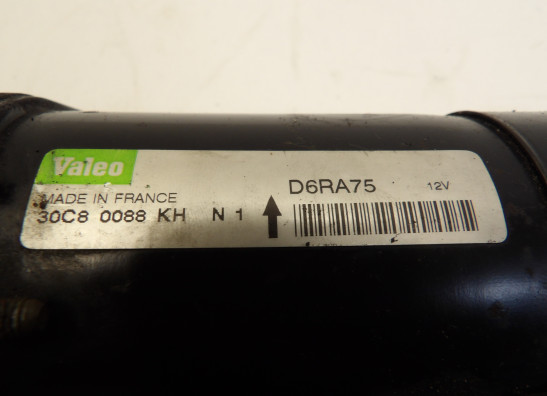 Valeo
MADE IN FRANCE
30C8 0088 KH N 1
D6RA75 12V